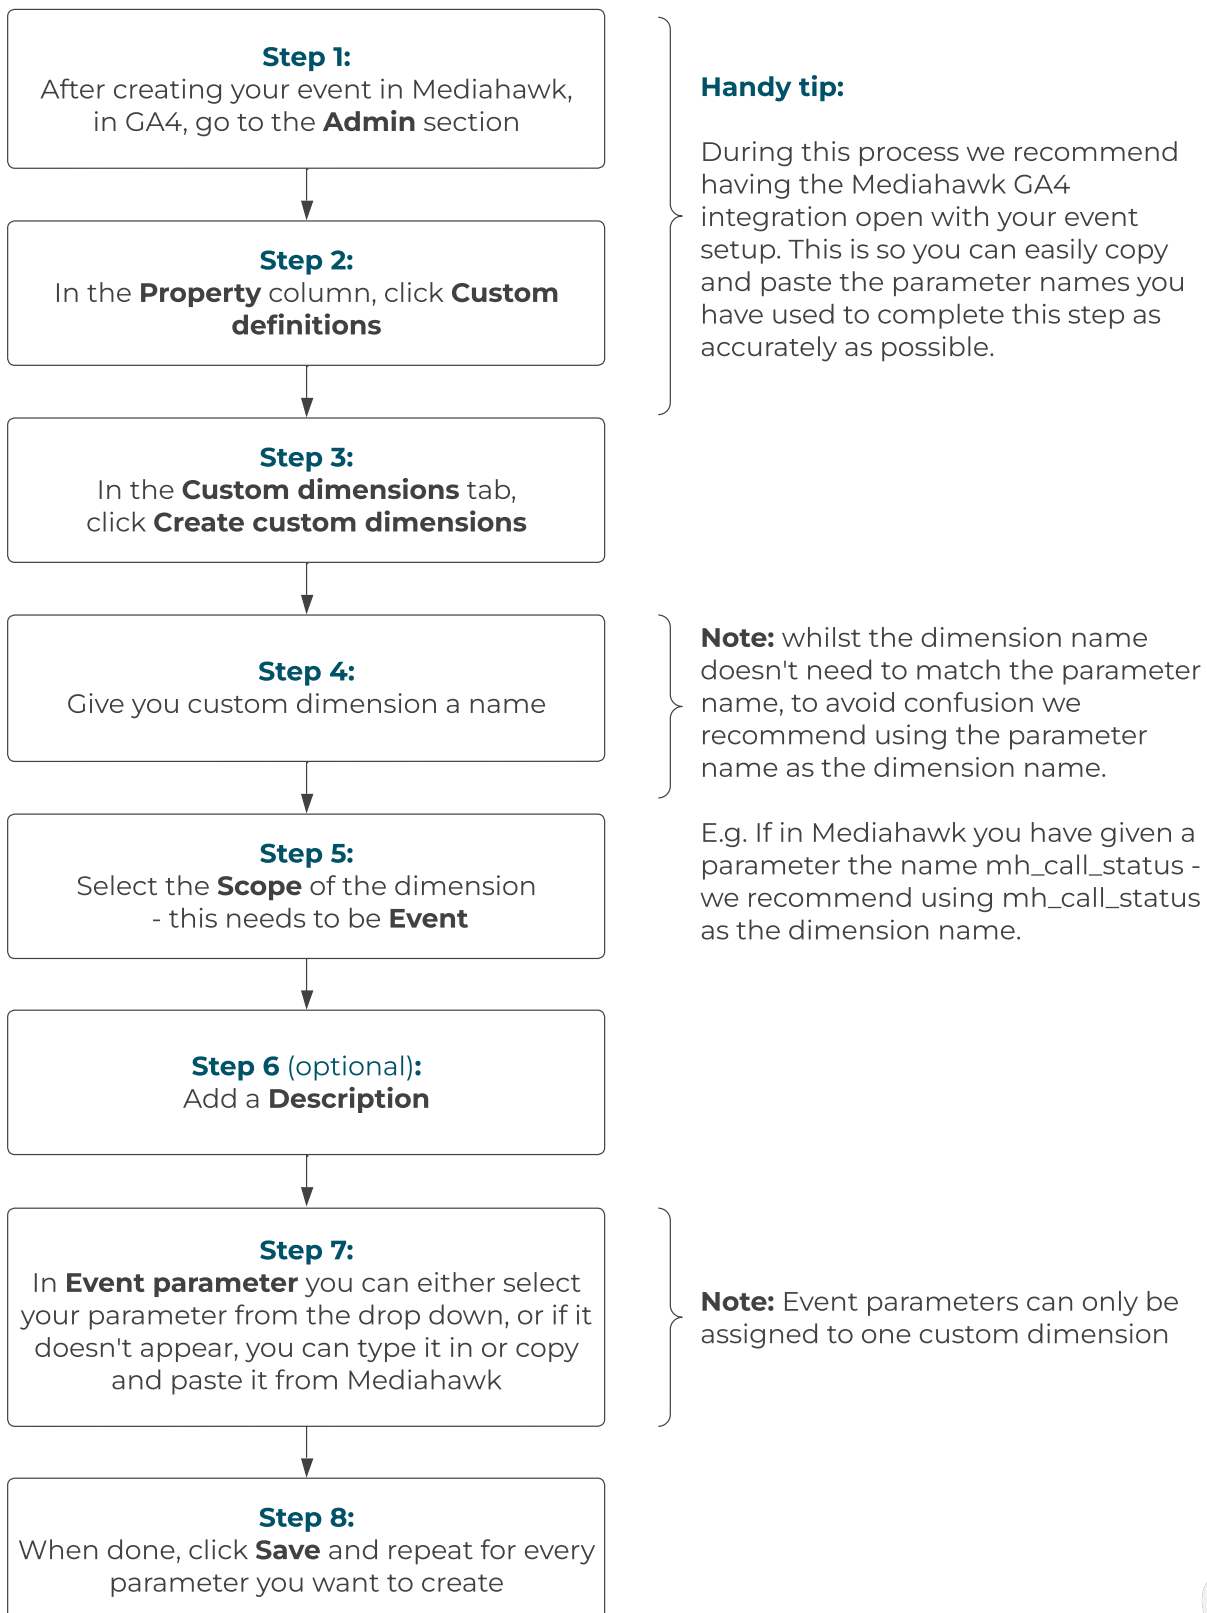 Step 1:
After creating your event in Mediahawk,
in GA4, go to the Admin section
Handy tip:
During this process we recommend
having the Mediahawk GA4
integration open with your event
setup. This is so you can easily copy
and paste the parameter names you
have used to complete this step as
accurately as possible.
Step 2:
In the Property column, click Custom
definitions
Step 3:
In the Custom dimensions tab,
click Create custom dimensions
Step 4:
Give you custom dimension a name
Note: whilst the dimension name
doesn't need to match the parameter
name, to avoid confusion we
recommend using the parameter
name as the dimension name.
E.g. If in Mediahawk you have given a
parameter the name mh_call_status -
we recommend using mh_call_status
as the dimension name.
Step 5:
Select the Scope of the dimension
- this needs to be Event
Step 6 (optional):
Add a Description
Step 7:
In Event parameter you can either select
your parameter from the drop down, or if it
doesn't appear, you can type it in or copy
and paste it from Mediahawk
Note: Event parameters can only be
assigned to one custom dimension
Step 8:
When done, click Save and repeat for every
parameter you want to create